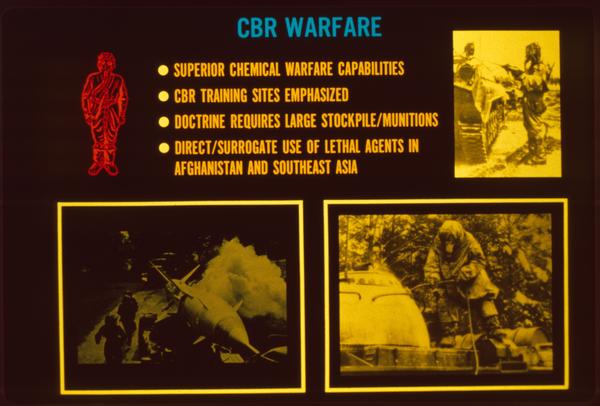 CBR WARFARE
● SUPERIOR CHEMICAL WARFARE CAPABILITIES
● CBR TRAINING SITES EMPHASIZED
● DOCTRINE REQUIRES LARGE STOCKPILE/MUNITIONS
● DIRECT/SURROGATE USE OF LETHAL AGENTS IN
AFGHANISTAN AND SOUTHEAST ASIA